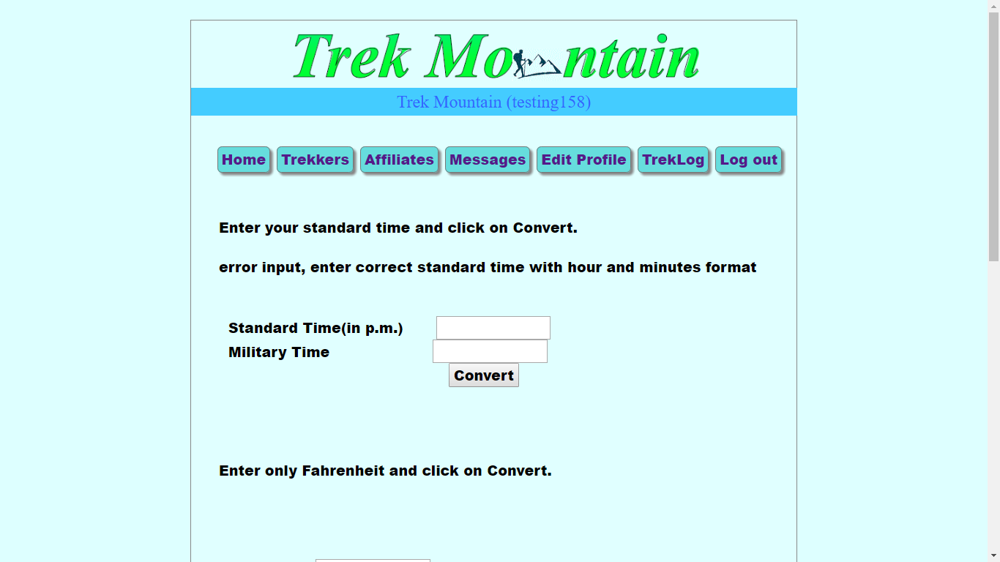 Trek Mountain
Trek Mountain (testing158)
Home Trekkers Affiliates Messages Edit Profile TrekLog Log out
Enter your standard time and click on Convert.
error input, enter correct standard time with hour and minutes format
Standard Time(in p.m.)
Military Time
Convert
Enter only Fahrenheit and click on Convert.